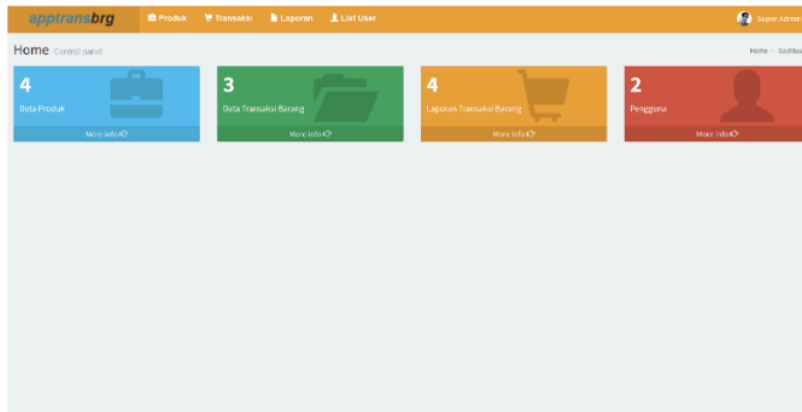 apptransbrg Produk Transaksi Laporan List User Super Admin
Home Control panel
Home
4
Data Produk
More info
3
Data Transaksi Barang
More info
4
Laporan Transaksi Barang
More info
2
Pengguna
More info